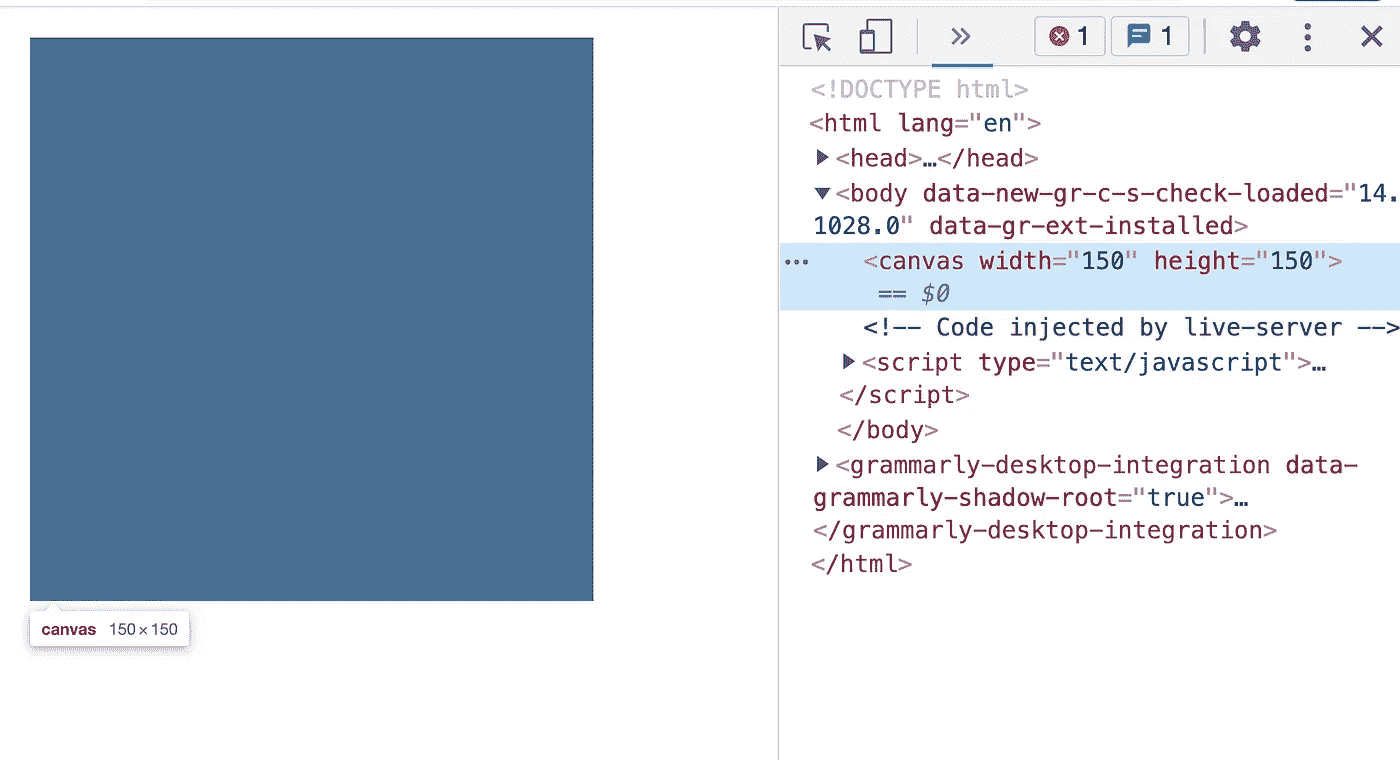 1 1
<!DOCTYPE html>
<html lang="en">
<head>…</head>
<body data-new-gr-c-s-check-loaded="14.
1028.0" data-gr-ext-installed>
<canvas width="150" height="150">
== $0
<!-- Code injected by live-server -->
<script type="text/javascript">…
</script>
</body>
<grammarly-desktop-integration data-
grammarly-shadow-root="true">…
</grammarly-desktop-integration>
</html>
canvas 150×150